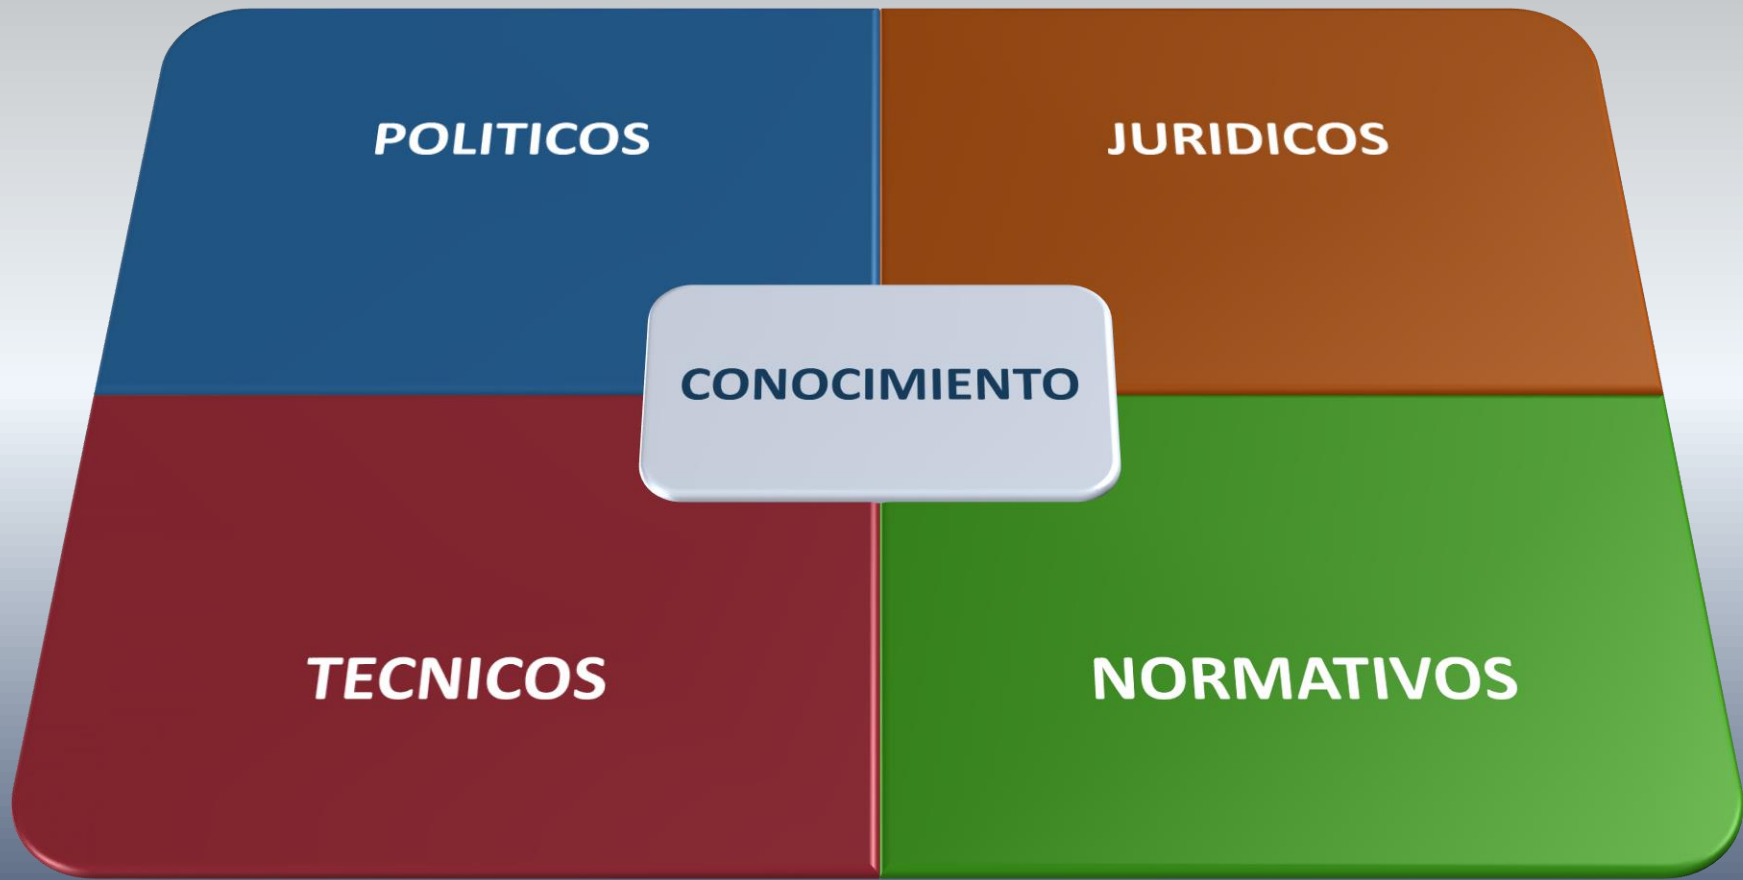 POLITICOS
JURIDICOS
CONOCIMIENTO
TECNICOS
NORMATIVOS